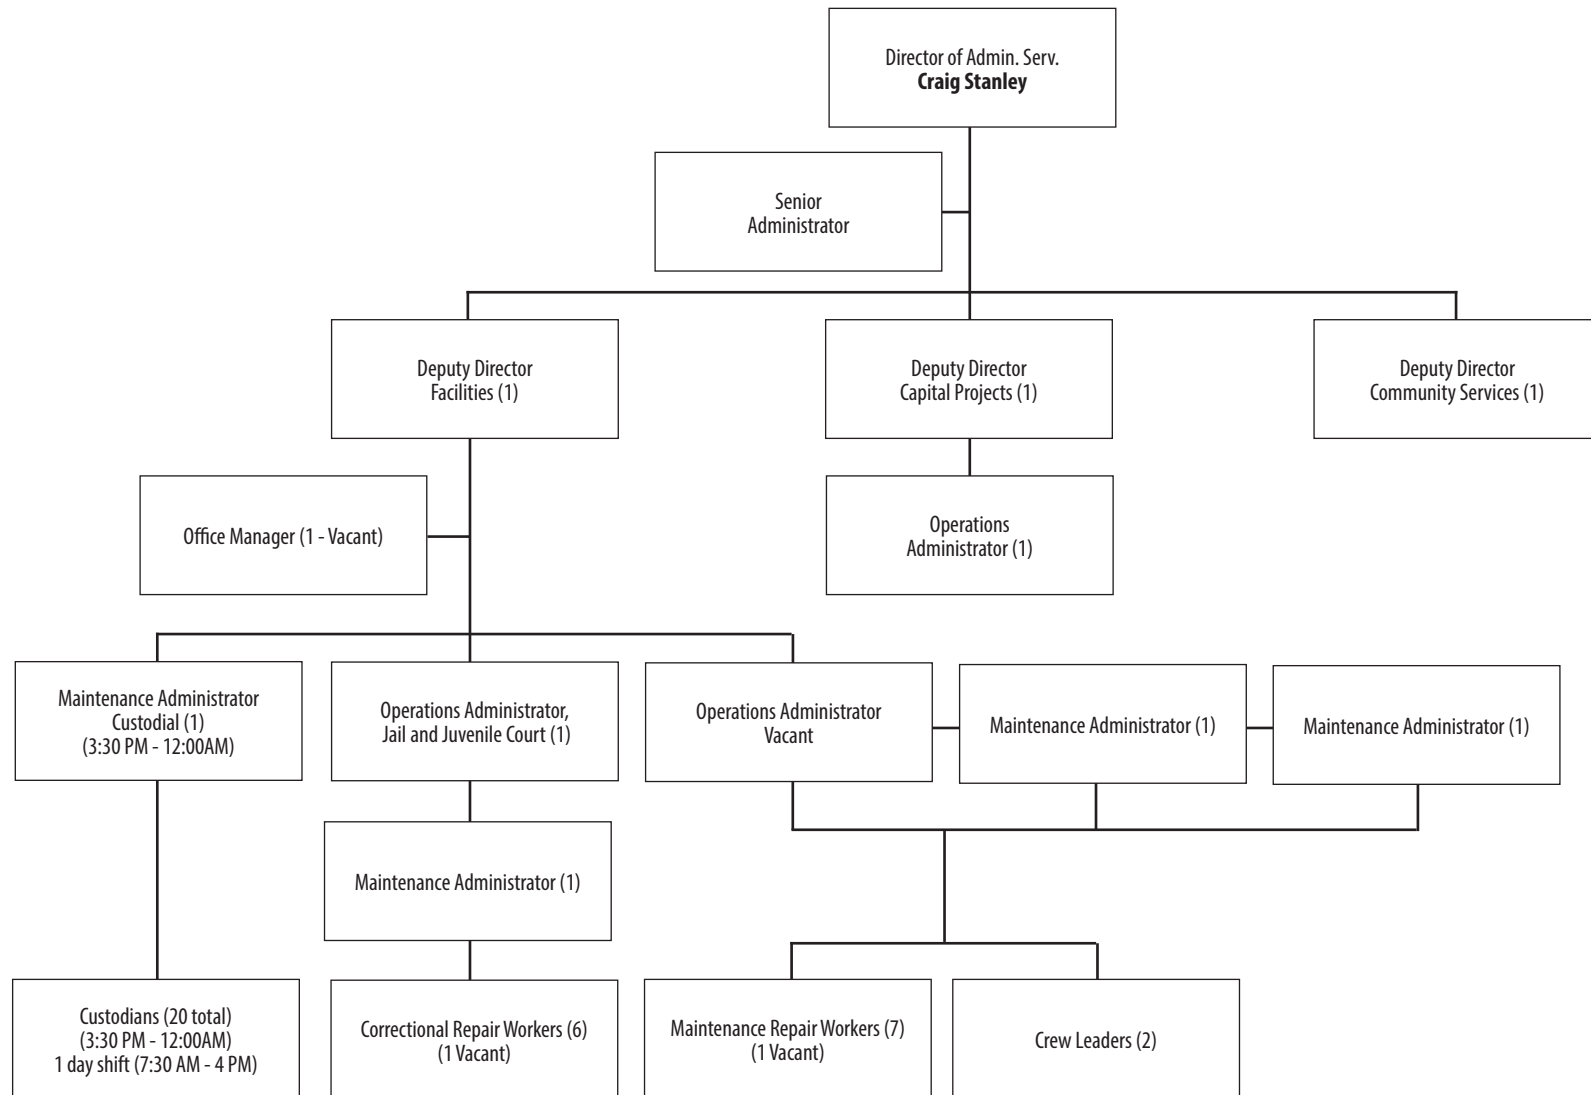 Director of Admin. Serv.
Craig Stanley
Senior
Administrator
Deputy Director
Facilities (1)
Deputy Director
Capital Projects (1)
Deputy Director
Community Services (1)
Office Manager (1 - Vacant)
Operations
Administrator (1)
Maintenance Administrator
Custodial (1)
(3:30 PM - 12:00AM)
Operations Administrator,
Jail and Juvenile Court (1)
Operations Administrator
Vacant
Maintenance Administrator (1)
Maintenance Administrator (1)
Maintenance Administrator (1)
Custodians (20 total)
(3:30 PM - 12:00AM)
1 day shift (7:30 AM - 4 PM)
Correctional Repair Workers (6)
(1 Vacant)
Maintenance Repair Workers (7)
(1 Vacant)
Crew Leaders (2)